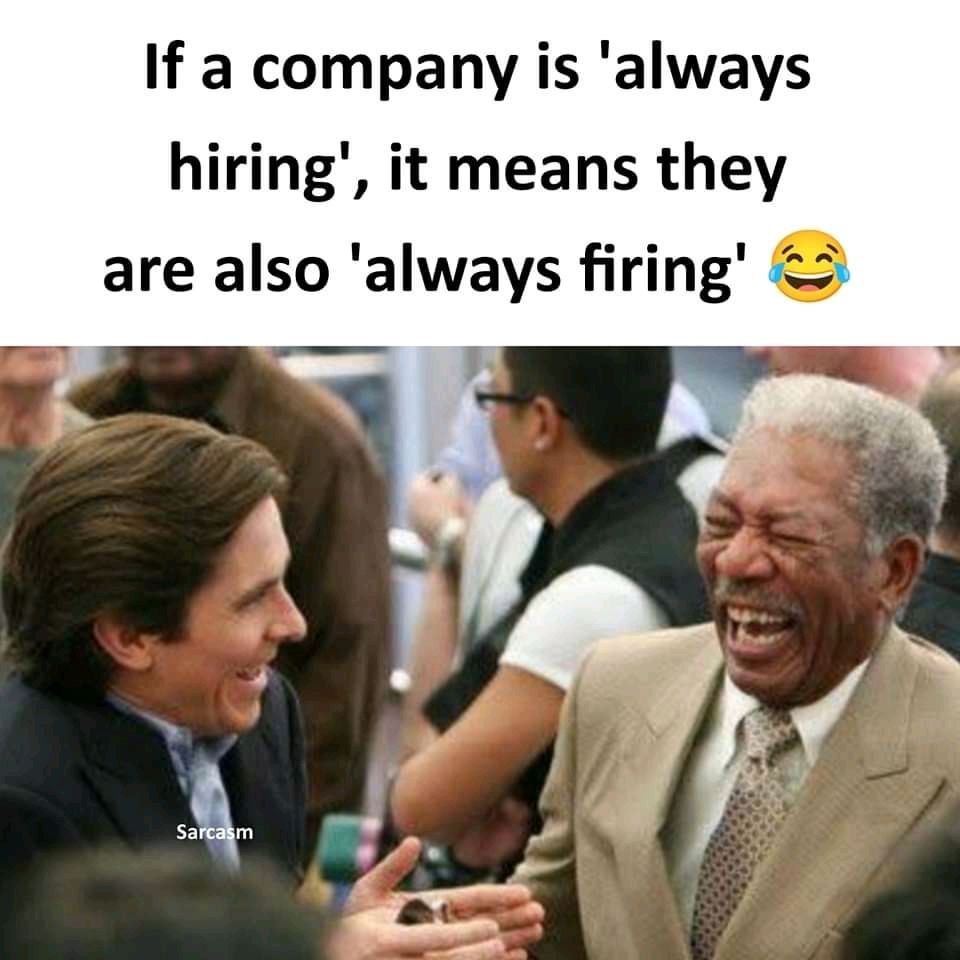 If a company is 'always
hiring', it means they
are also 'always firing' 😂
Sarcasm